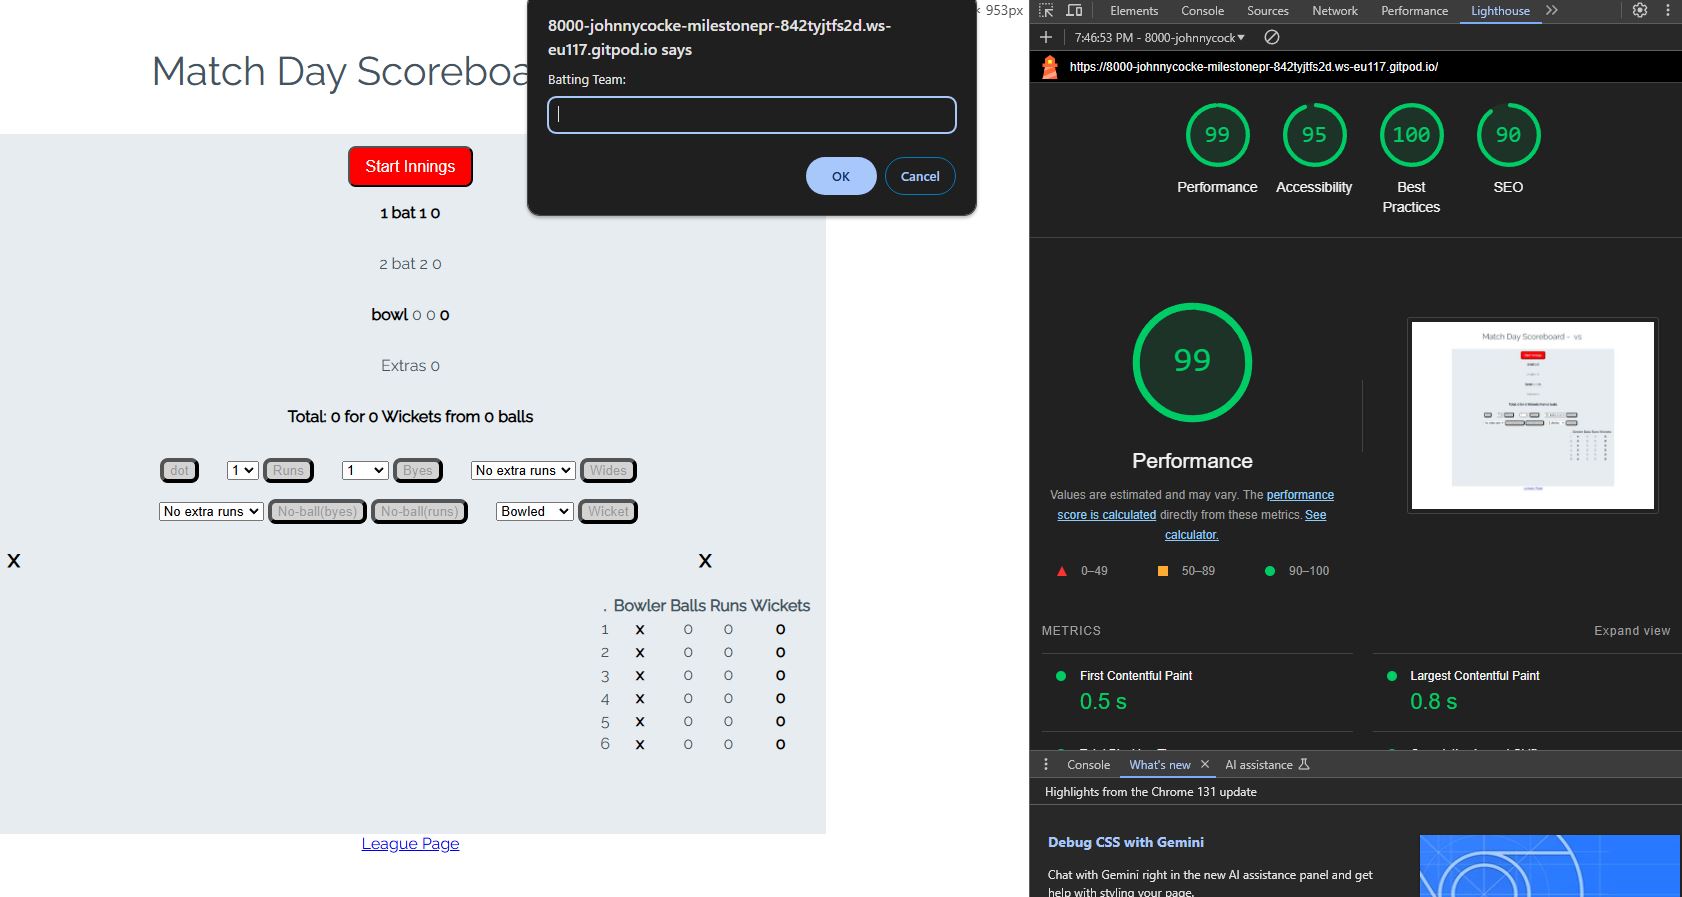 Match Day Scoreboa
953px
8000-johnnycocke-milestonepr-842tyjtfs2d.ws-
eu117.gitpod.io says
Batting Team:
OK
Cancel
Start Innings
1 bat 1 0
2 bat 2 0
bowl 0 0 0
Extras 0
Total: 0 for 0 Wickets from 0 balls
dot 1 Runs 1 Byes No extra runs Wides
No extra runs No-ball(byes) No-ball(runs) Bowled Wicket
X X
. Bowler Balls Runs Wickets
1 x 0 0 0
2 x 0 0 0
3 x 0 0 0
4 x 0 0 0
5 x 0 0 0
6 x 0 0 0
League Page
Elements Console Sources Network Performance Lighthouse
7:46:53 PM - 8000-johnnycock
https://8000-johnnycocke-milestonepr-842tyjtfs2d.ws-eu117.gitpod.io/
99 95 100 90
Performance Accessibility Best SEO
Practices
99
Performance
Values are estimated and may vary. The performance
score is calculated directly from these metrics. See
calculator.
0–49 50–89 90–100
Match Day Scoreboard - vs
METRICS Expand view
First Contentful Paint Largest Contentful Paint
0.5 s 0.8 s
Console What's new AI assistance
Highlights from the Chrome 131 update
Debug CSS with Gemini
Chat with Gemini right in the new AI assistance panel and get
help with styling your page.